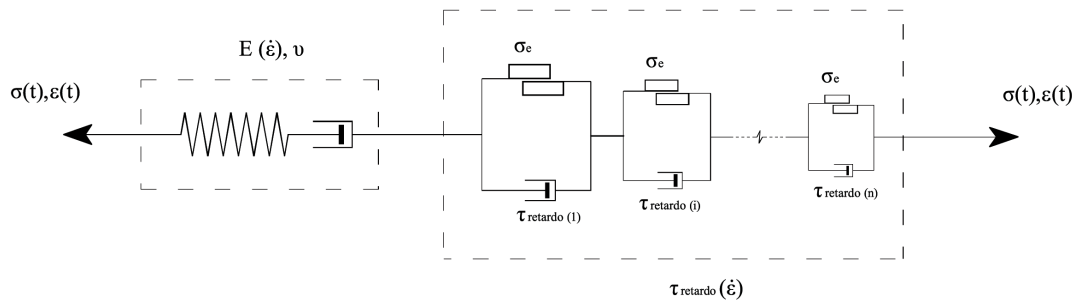 E (ε̇), υ
σ(t),ε(t)
σe
σe
σe
σ(t),ε(t)
τ retardo (1)
τ retardo (i)
τ retardo (n)
τ retardo (ε̇)